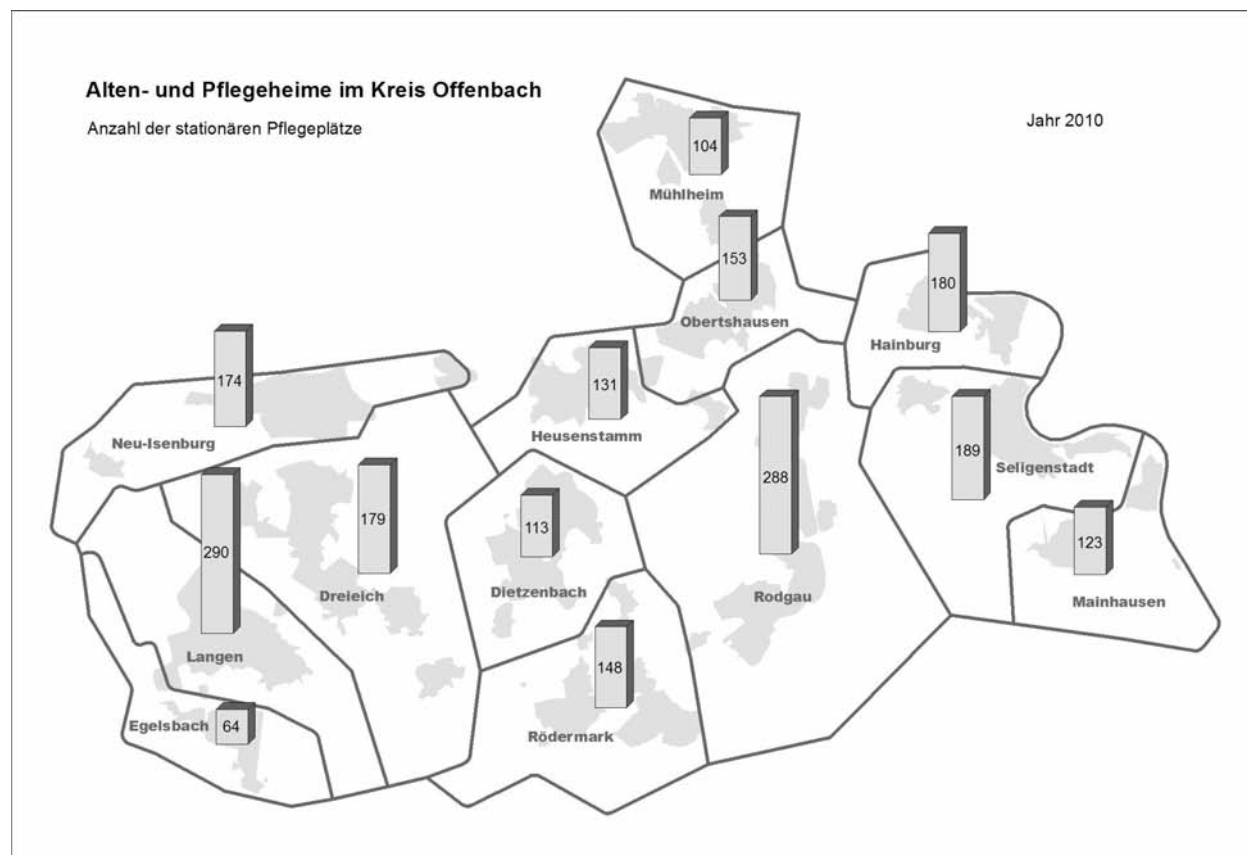 Alten- und Pflegeheime im Kreis Offenbach
Anzahl der stationären Pflegeplätze
Jahr 2010
104
Mühlheim
153
Obertshausen
180
Hainburg
174
Neu-Isenburg
131
Heusenstamm
288
Rodgau
189
Seligenstadt
290
Langen
179
Dreieich
113
Dietzenbach
123
Mainhausen
148
Rödermark
Egelsbach
64